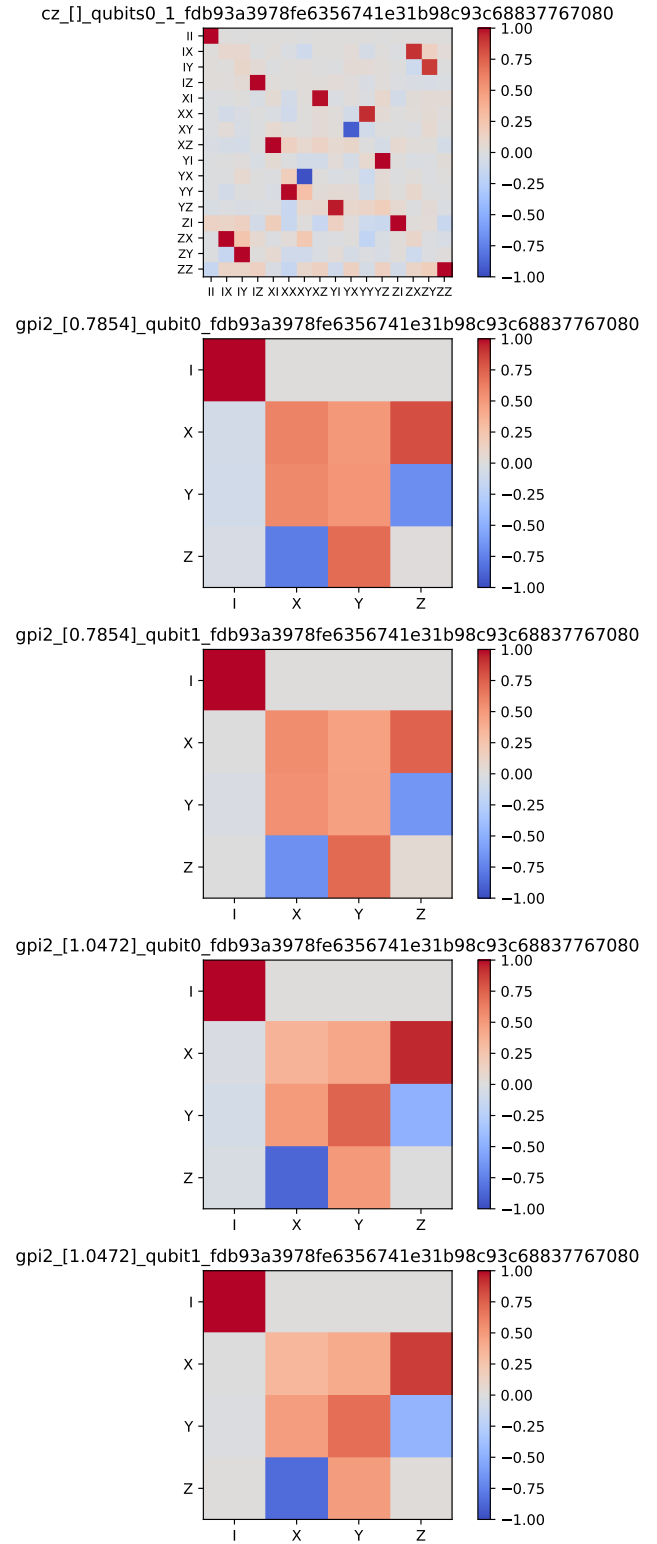 cz_[]_qubits0_1_fdb93a3978fe6356741e31b98c93c68837767080
II
IX
IY
IZ
XI
XX
XY
XZ
YI
YX
YY
YZ
ZI
ZX
ZY
ZZ
II IX IY IZ XI XX XY XZ YI YX YY YZ ZI ZX ZY ZZ
1.00
0.75
0.50
0.25
0.00
−0.25
−0.50
−0.75
−1.00
gpi2_[0.7854]_qubit0_fdb93a3978fe6356741e31b98c93c68837767080
I
X
Y
Z
I X Y Z
1.00
0.75
0.50
0.25
0.00
−0.25
−0.50
−0.75
−1.00
gpi2_[0.7854]_qubit1_fdb93a3978fe6356741e31b98c93c68837767080
I
X
Y
Z
I X Y Z
1.00
0.75
0.50
0.25
0.00
−0.25
−0.50
−0.75
−1.00
gpi2_[1.0472]_qubit0_fdb93a3978fe6356741e31b98c93c68837767080
I
X
Y
Z
I X Y Z
1.00
0.75
0.50
0.25
0.00
−0.25
−0.50
−0.75
−1.00
gpi2_[1.0472]_qubit1_fdb93a3978fe6356741e31b98c93c68837767080
I
X
Y
Z
I X Y Z
1.00
0.75
0.50
0.25
0.00
−0.25
−0.50
−0.75
−1.00